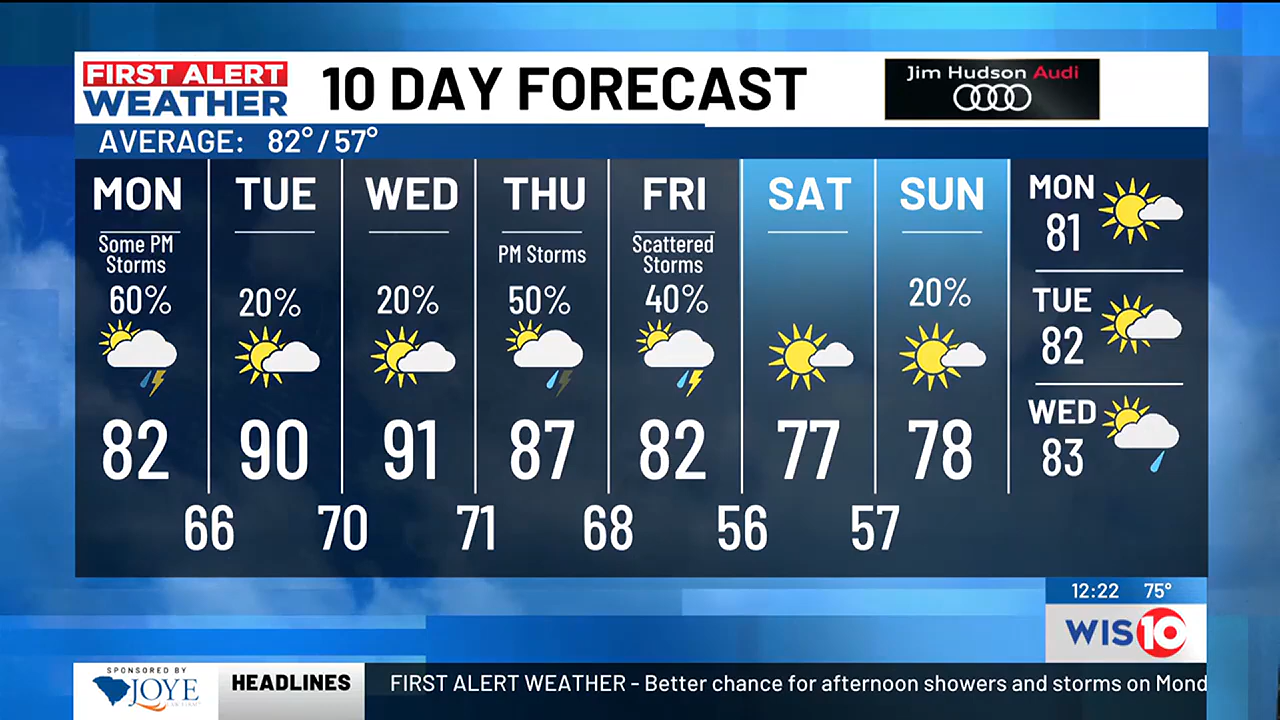 FIRST ALERT
WEATHER
10 DAY FORECAST
Jim Hudson Audi
AVERAGE: 82°/57°
MON
Some PM
Storms
60%
82
66
TUE
20%
90
70
WED
20%
91
71
THU
PM Storms
50%
87
68
FRI
Scattered
Storms
40%
82
56
SAT
77
57
SUN
20%
78
MON
81
TUE
82
WED
83
12:22 75°
WIS10
SPONSORED BY
JOYE
LAW FIRM
HEADLINES
FIRST ALERT WEATHER - Better chance for afternoon showers and storms on Mond